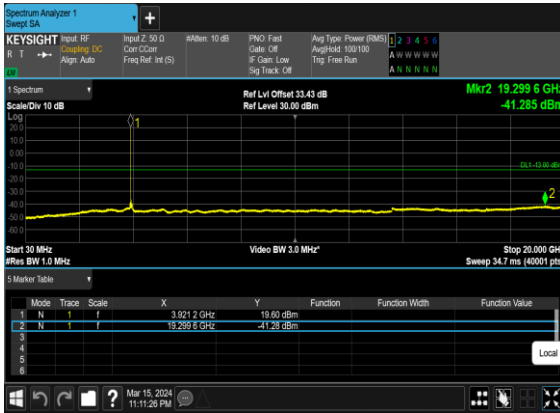 Spectrum Analyzer 1
Swept SA
+
KEYSIGHT Input: RF Input Z: 50 Ω #Atten: 10 dB PNO: Fast Avg Type: Power (RMS) 1 2 3 4 5 6
R T Coupling: DC Corr CCorr Gate: Off Avg|Hold: 100/100 A W W W W W
Align: Auto Freq Ref: Int (S) IF Gain: Low Trig: Free Run
Sig Track: Off A N N N N N
1 Spectrum Ref Lvl Offset 33.43 dB Mkr2 19.299 6 GHz
Scale/Div 10 dB Ref Level 30.00 dBm -41.285 dBm
Log
20.0
10.0
0.00
-10.0
-20.0
-30.0
-40.0
-50.0
-60.0
1
DL1 -13.00 dBm
2
Start 30 MHz Video BW 3.0 MHz* Stop 20.000 GH
#Res BW 1.0 MHz Sweep 34.7 ms (40001 pts
5 Marker Table
Mode Trace Scale X Y Function Function Width Function Value
1 N 1 f 3.921 2 GHz 19.60 dBm
2 N 1 f 19.299 6 GHz -41.28 dBm
3
4
5
6
Local
? Mar 15, 2024
11:11:26 PM